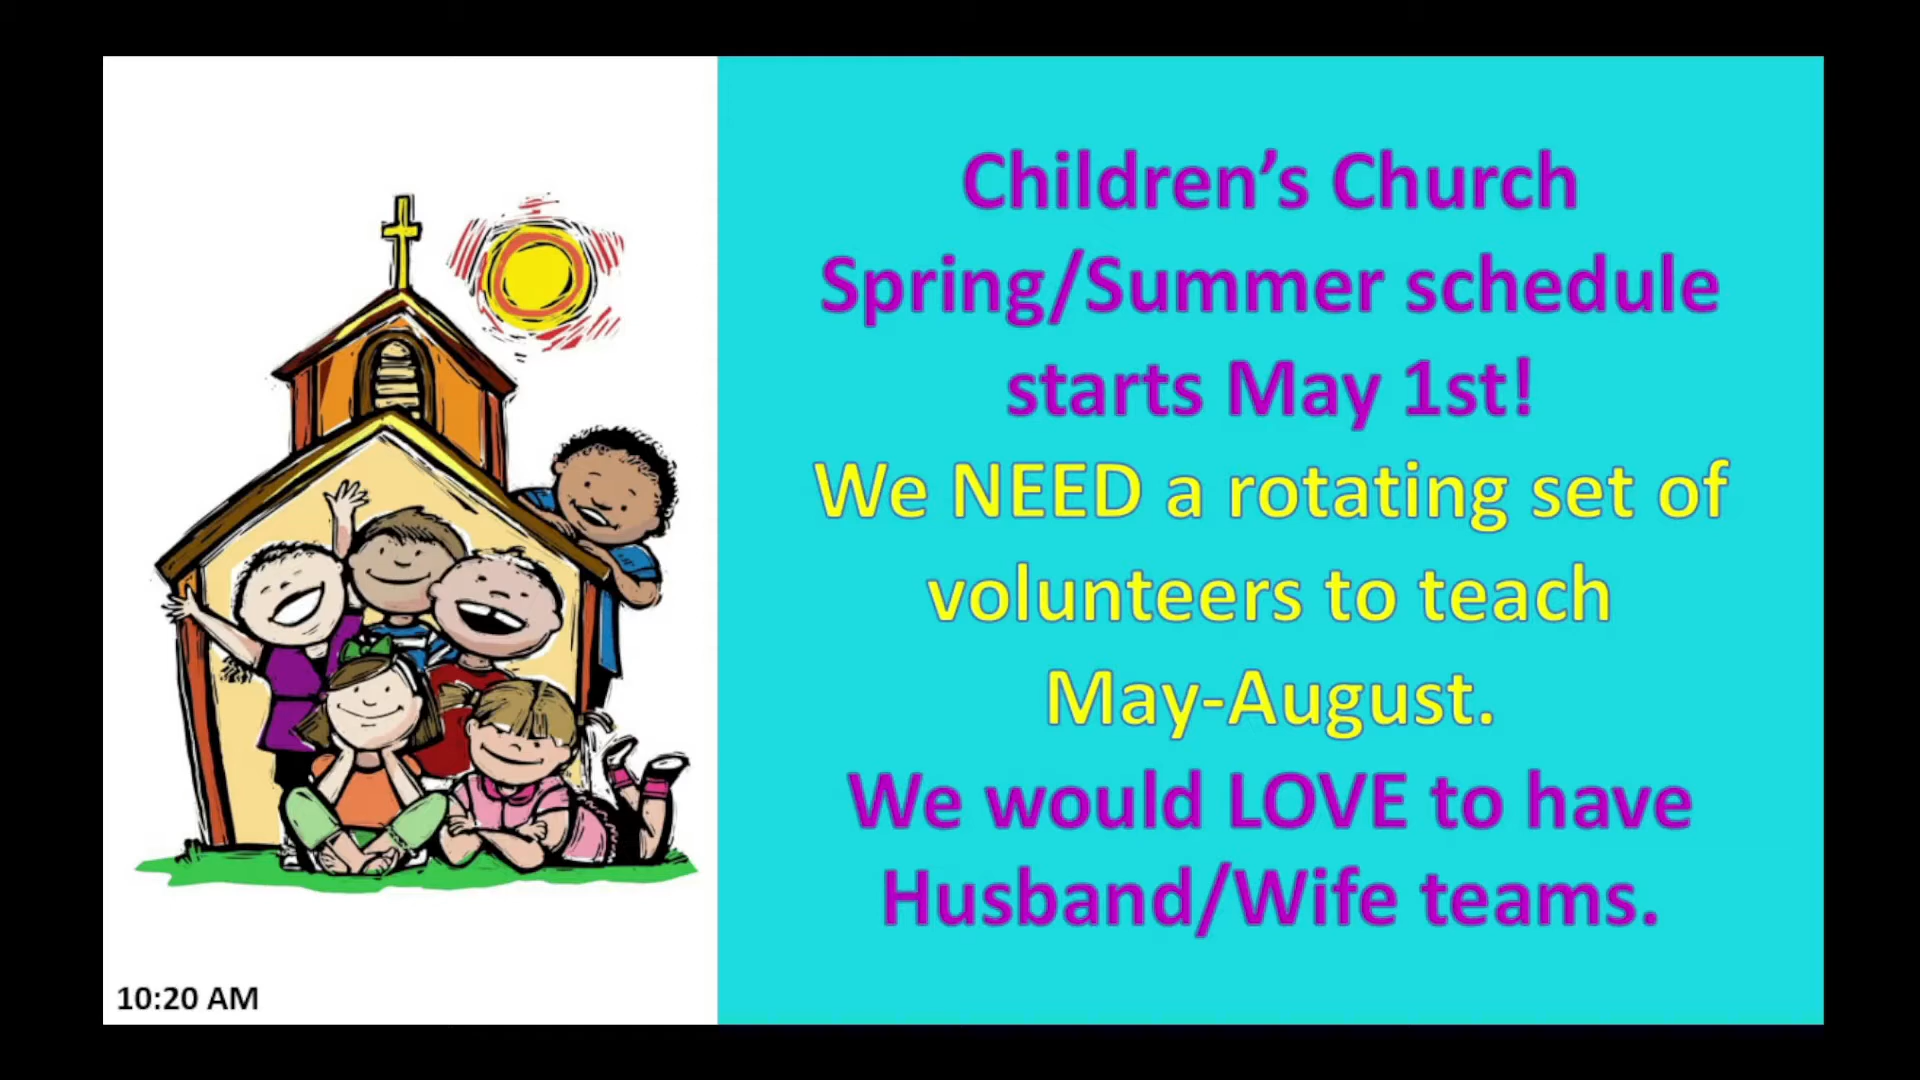 Children’s Church
Spring/Summer schedule
starts May 1st!
We NEED a rotating set of
volunteers to teach
May-August.
We would LOVE to have
Husband/Wife teams.
10:20 AM